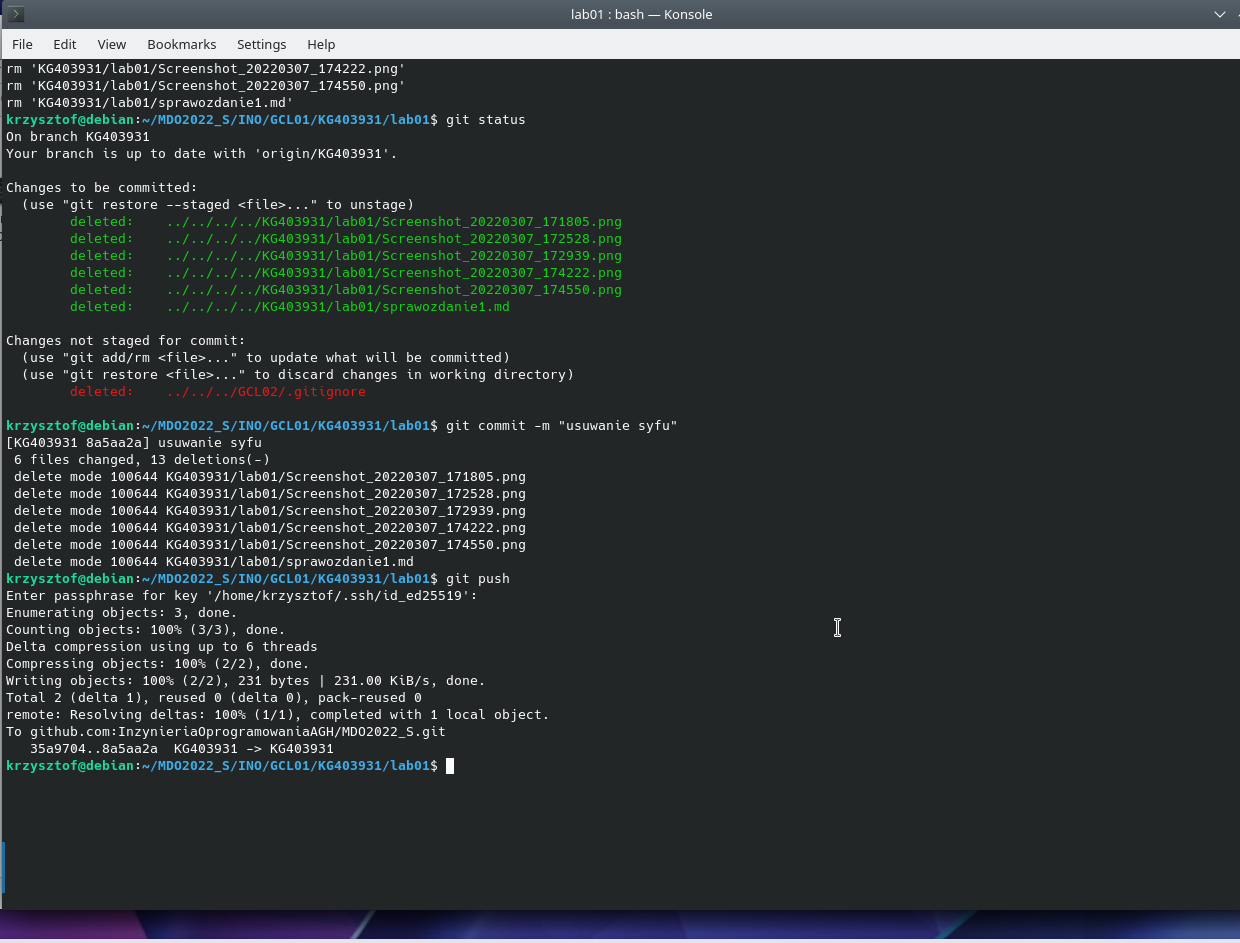 lab01 : bash — Konsole
File Edit View Bookmarks Settings Help
rm 'KG403931/lab01/Screenshot_20220307_174222.png'
rm 'KG403931/lab01/Screenshot_20220307_174550.png'
rm 'KG403931/lab01/sprawozdanie1.md'
krzysztof@debian:~/MDO2022_S/INO/GCL01/KG403931/lab01$ git status
On branch KG403931
Your branch is up to date with 'origin/KG403931'.

Changes to be committed:
  (use "git restore --staged <file>..." to unstage)
        deleted:    ../../../../KG403931/lab01/Screenshot_20220307_171805.png
        deleted:    ../../../../KG403931/lab01/Screenshot_20220307_172528.png
        deleted:    ../../../../KG403931/lab01/Screenshot_20220307_172939.png
        deleted:    ../../../../KG403931/lab01/Screenshot_20220307_174222.png
        deleted:    ../../../../KG403931/lab01/Screenshot_20220307_174550.png
        deleted:    ../../../../KG403931/lab01/sprawozdanie1.md

Changes not staged for commit:
  (use "git add/rm <file>..." to update what will be committed)
  (use "git restore <file>..." to discard changes in working directory)
        deleted:    ../../../GCL02/.gitignore

krzysztof@debian:~/MDO2022_S/INO/GCL01/KG403931/lab01$ git commit -m "usuwanie syfu"
[KG403931 8a5aa2a] usuwanie syfu
 6 files changed, 13 deletions(-)
 delete mode 100644 KG403931/lab01/Screenshot_20220307_171805.png
 delete mode 100644 KG403931/lab01/Screenshot_20220307_172528.png
 delete mode 100644 KG403931/lab01/Screenshot_20220307_172939.png
 delete mode 100644 KG403931/lab01/Screenshot_20220307_174222.png
 delete mode 100644 KG403931/lab01/Screenshot_20220307_174550.png
 delete mode 100644 KG403931/lab01/sprawozdanie1.md
krzysztof@debian:~/MDO2022_S/INO/GCL01/KG403931/lab01$ git push
Enter passphrase for key '/home/krzysztof/.ssh/id_ed25519':
Enumerating objects: 3, done.
Counting objects: 100% (3/3), done.
Delta compression using up to 6 threads
Compressing objects: 100% (2/2), done.
Writing objects: 100% (2/2), 231 bytes | 231.00 KiB/s, done.
Total 2 (delta 1), reused 0 (delta 0), pack-reused 0
remote: Resolving deltas: 100% (1/1), completed with 1 local object.
To github.com:InzynieriaOprogramowaniaAGH/MDO2022_S.git
   35a9704..8a5aa2a  KG403931 -> KG403931
krzysztof@debian:~/MDO2022_S/INO/GCL01/KG403931/lab01$